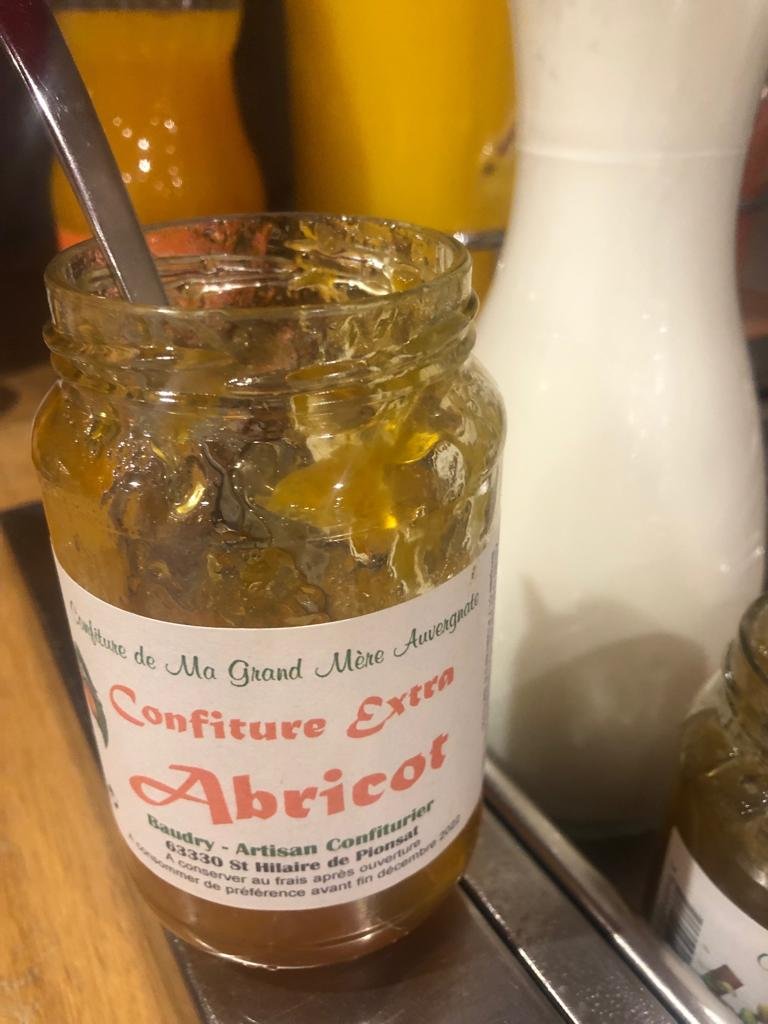 Confiture de Ma Grand Mère Auvergnate
Confiture Extra
Abricot
Baudry - Artisan Confiturier
63330 St Hilaire de Pionsat
A conserver au frais après ouverture
A consommer de préférence avant fin décembre 2022